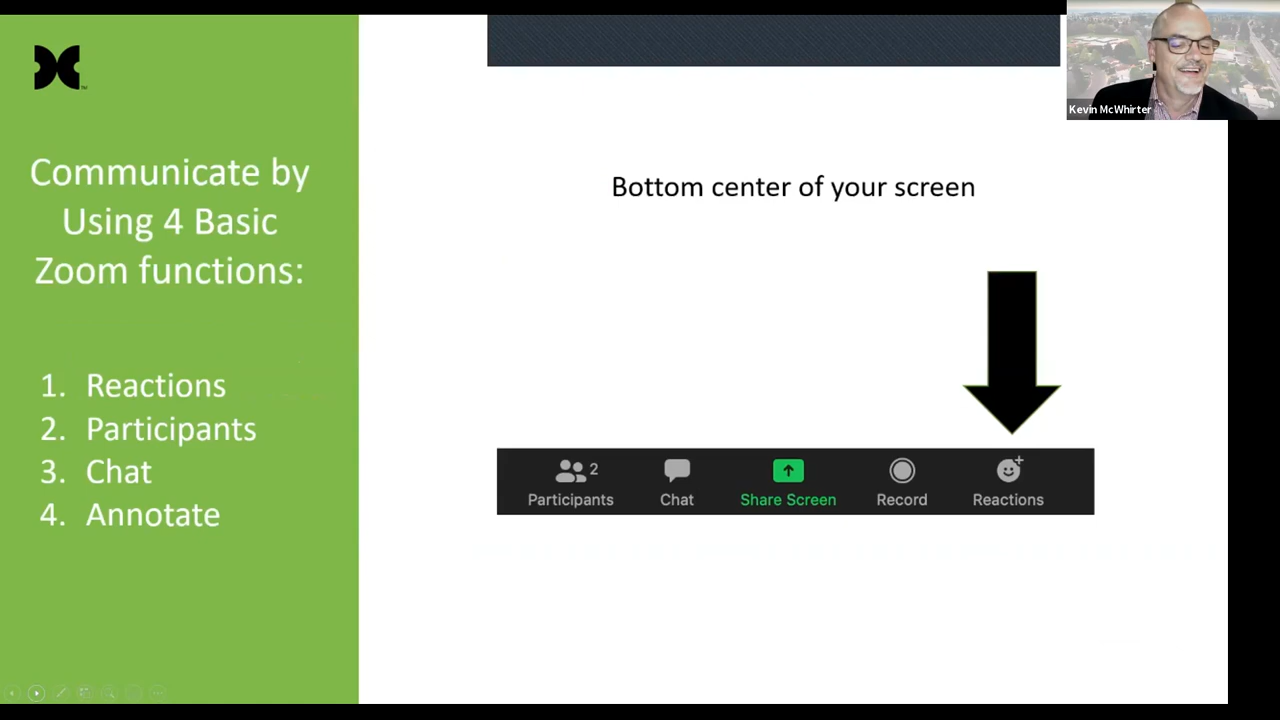 Communicate by
Using 4 Basic
Zoom functions:
1. Reactions
2. Participants
3. Chat
4. Annotate
Bottom center of your screen
2
Participants
Chat
Share Screen
Record
Reactions
Kevin McWhirter
TM